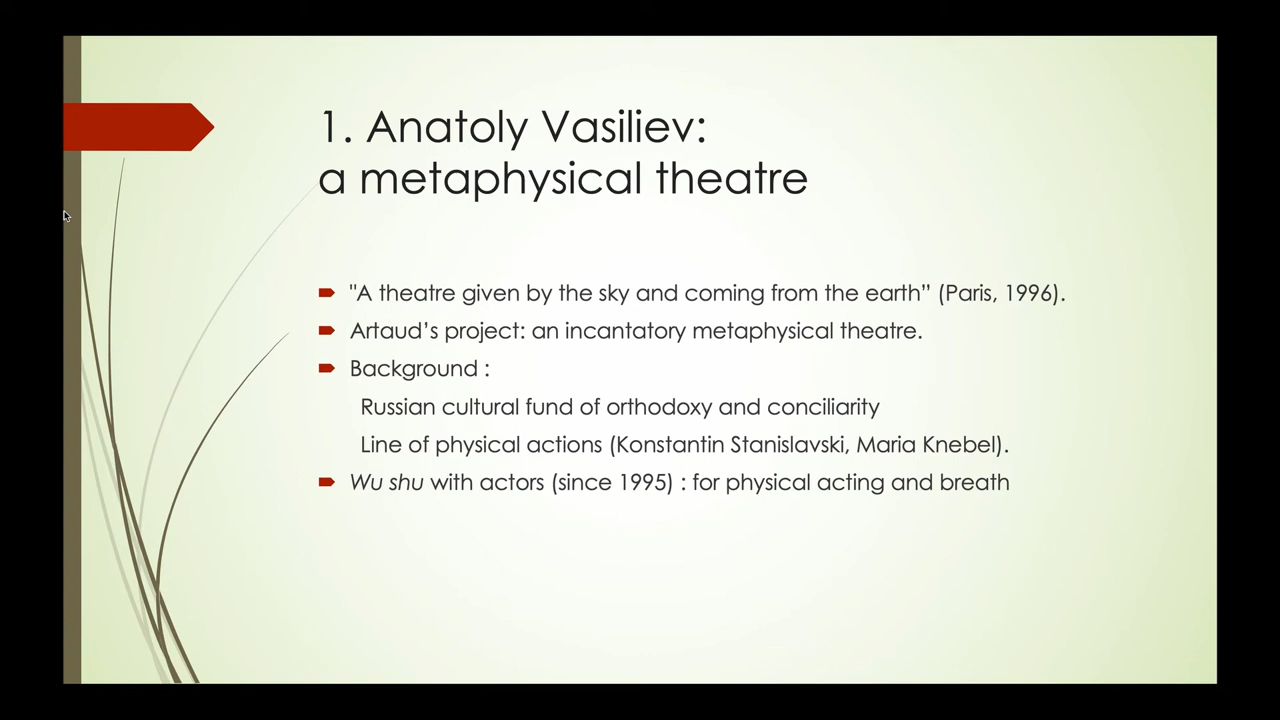 1. Anatoly Vasiliev:
a metaphysical theatre
"A theatre given by the sky and coming from the earth” (Paris, 1996).
Artaud’s project: an incantatory metaphysical theatre.
Background :
Russian cultural fund of orthodoxy and conciliarity
Line of physical actions (Konstantin Stanislavski, Maria Knebel).
Wu shu with actors (since 1995) : for physical acting and breath